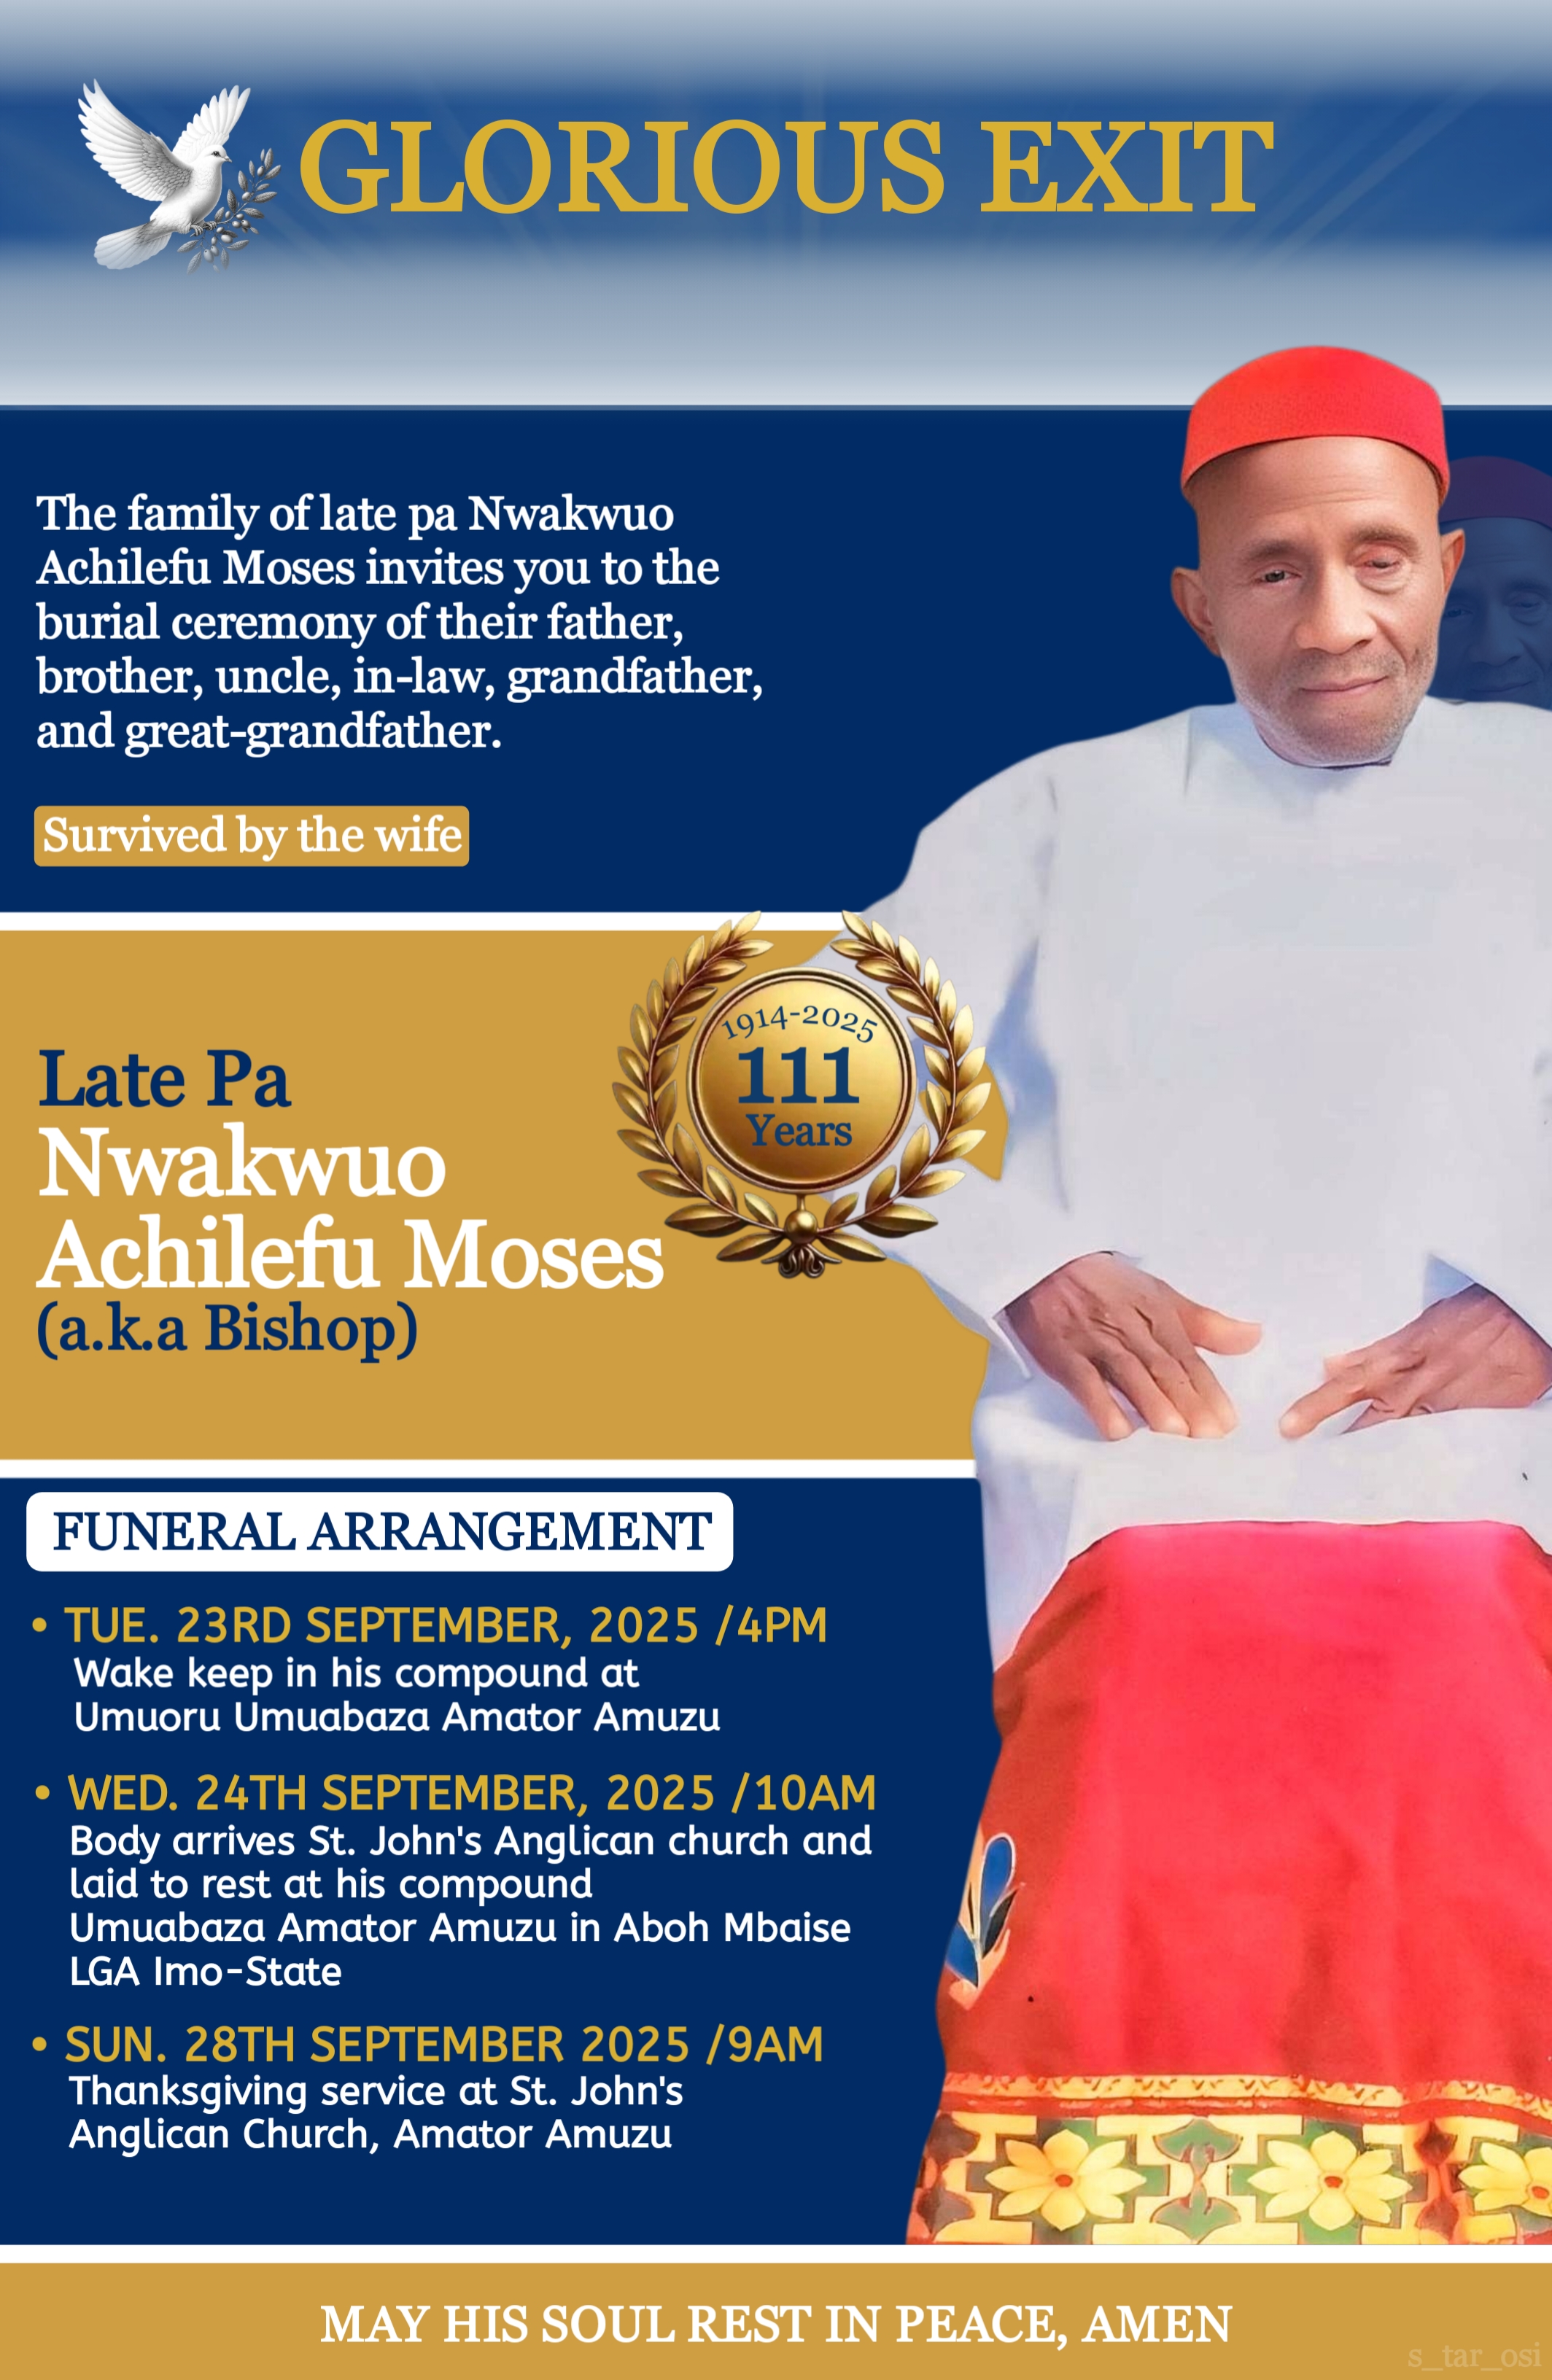 GLORIOUS EXIT
The family of late pa Nwakwuo
Achilefu Moses invites you to the
burial ceremony of their father,
brother, uncle, in-law, grandfather,
and great-grandfather.
Survived by the wife
1914-2025
111
Years
Late Pa
Nwakwuo
Achilefu Moses
(a.k.a Bishop)
FUNERAL ARRANGEMENT
• TUE. 23RD SEPTEMBER, 2025 /4PM
Wake keep in his compound at
Umuoru Umuabaza Amator Amuzu
• WED. 24TH SEPTEMBER, 2025 /10AM
Body arrives St. John's Anglican church and
laid to rest at his compound
Umuabaza Amator Amuzu in Aboh Mbaise
LGA Imo-State
• SUN. 28TH SEPTEMBER 2025 /9AM
Thanksgiving service at St. John's
Anglican Church, Amator Amuzu
MAY HIS SOUL REST IN PEACE, AMEN
s_tar_osi